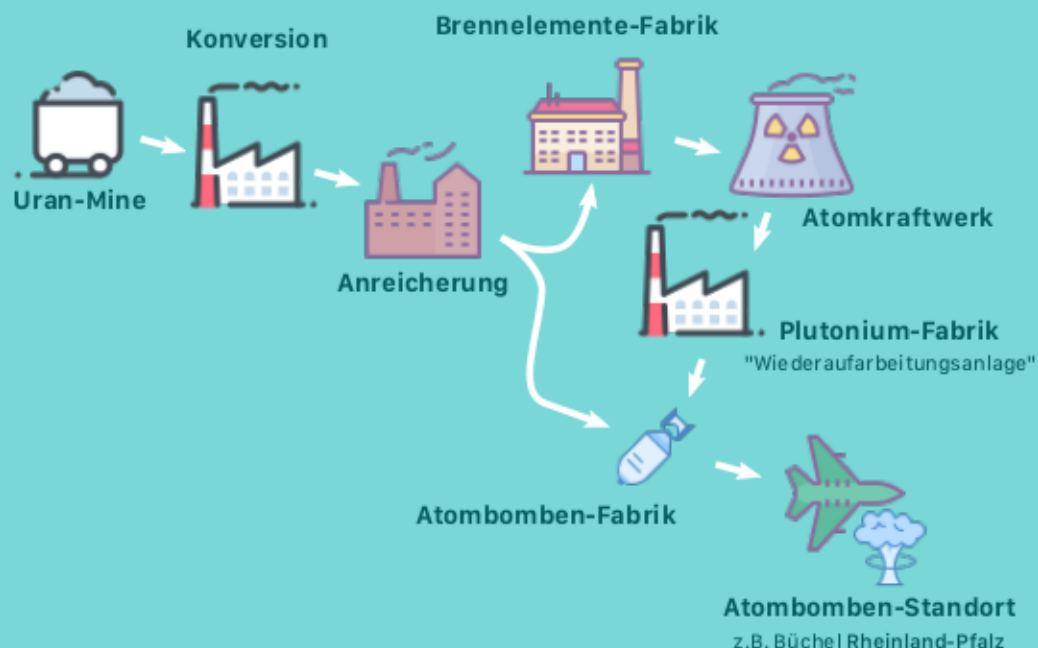 Brennelemente-Fabrik
Konversion
Uran-Mine
Atomkraftwerk
Anreicherung
Plutonium-Fabrik
"Wiederaufarbeitungsanlage"
Atombomben-Fabrik
Atombomben-Standort
z.B. Büchel Rheinland-Pfalz